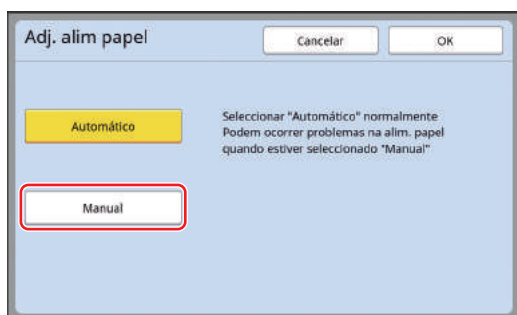 Adj. alim papel
Cancelar
OK
Automático
Seleccionar "Automático" normalmente
Podem ocorrer problemas na alim. papel
quando estiver seleccionado "Manual"
Manual